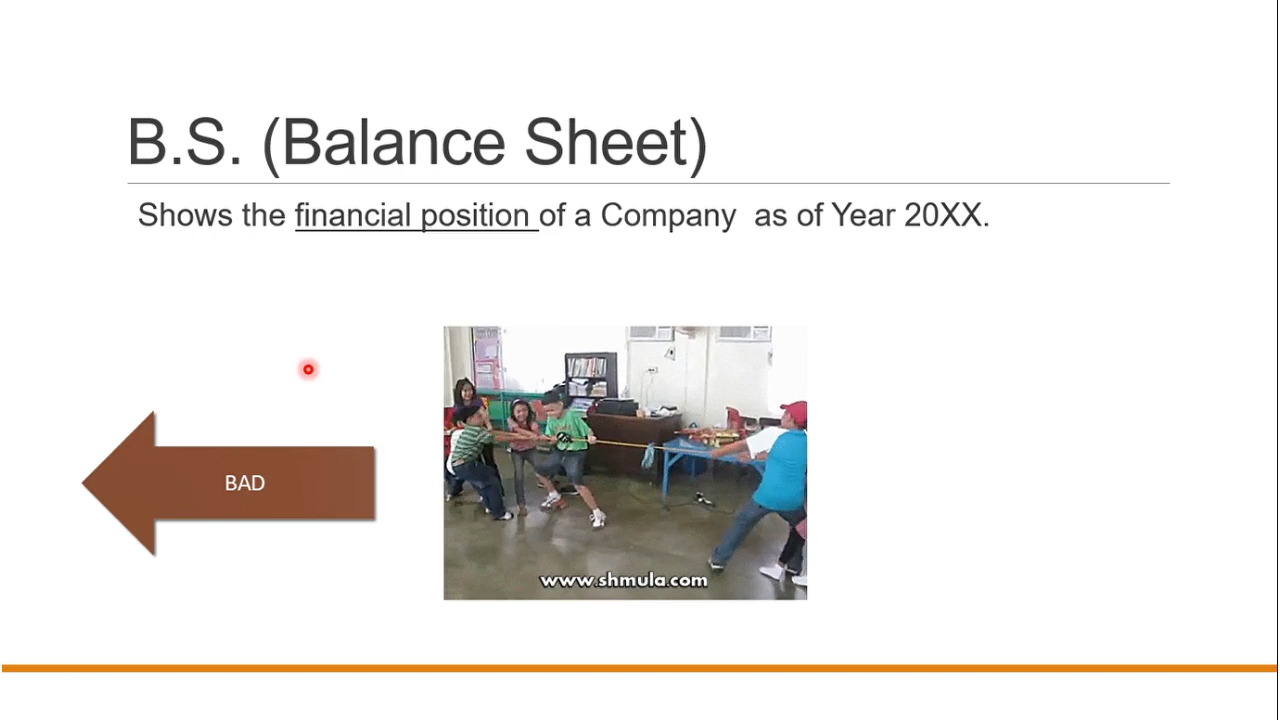 B.S. (Balance Sheet)
Shows the financial position of a Company as of Year 20XX.
BAD
www.shmula.com